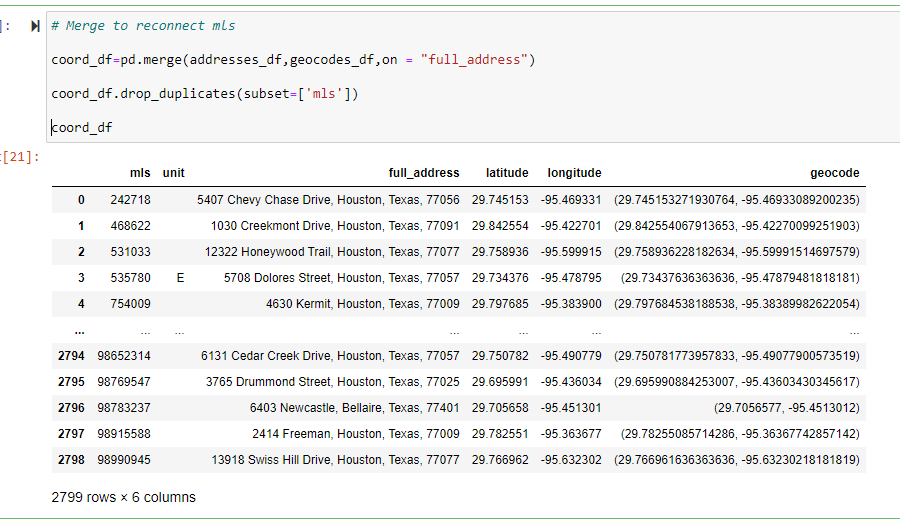 ]:
# Merge to reconnect mls
coord_df=pd.merge(addresses_df,geocodes_df,on = "full_address")
coord_df.drop_duplicates(subset=['mls'])
coord_df
[21]:
mls unit full_address latitude longitude geocode
0 242718 5407 Chevy Chase Drive, Houston, Texas, 77056 29.745153 -95.469331 (29.745153271930764, -95.46933089200235)
1 468622 1030 Creekmont Drive, Houston, Texas, 77091 29.842554 -95.422701 (29.842554067913653, -95.42270099251903)
2 531033 12322 Honeywood Trail, Houston, Texas, 77077 29.758936 -95.599915 (29.758936228182634, -95.59991514697579)
3 535780 E 5708 Dolores Street, Houston, Texas, 77057 29.734376 -95.478795 (29.73437636363636, -95.47879481818181)
4 754009 4630 Kermit, Houston, Texas, 77009 29.797685 -95.383900 (29.797684538188538, -95.38389982622054)
... ... ... ... ... ... ...
2794 98652314 6131 Cedar Creek Drive, Houston, Texas, 77057 29.750782 -95.490779 (29.750781773957833, -95.49077900573519)
2795 98769547 3765 Drummond Street, Houston, Texas, 77025 29.695991 -95.436034 (29.695990884253007, -95.43603430345617)
2796 98783237 6403 Newcastle, Bellaire, Texas, 77401 29.705658 -95.451301 (29.7056577, -95.4513012)
2797 98915588 2414 Freeman, Houston, Texas, 77009 29.782551 -95.363677 (29.78255085714286, -95.36367742857142)
2798 98990945 13918 Swiss Hill Drive, Houston, Texas, 77077 29.766962 -95.632302 (29.766961636363636, -95.63230218181819)
2799 rows × 6 columns